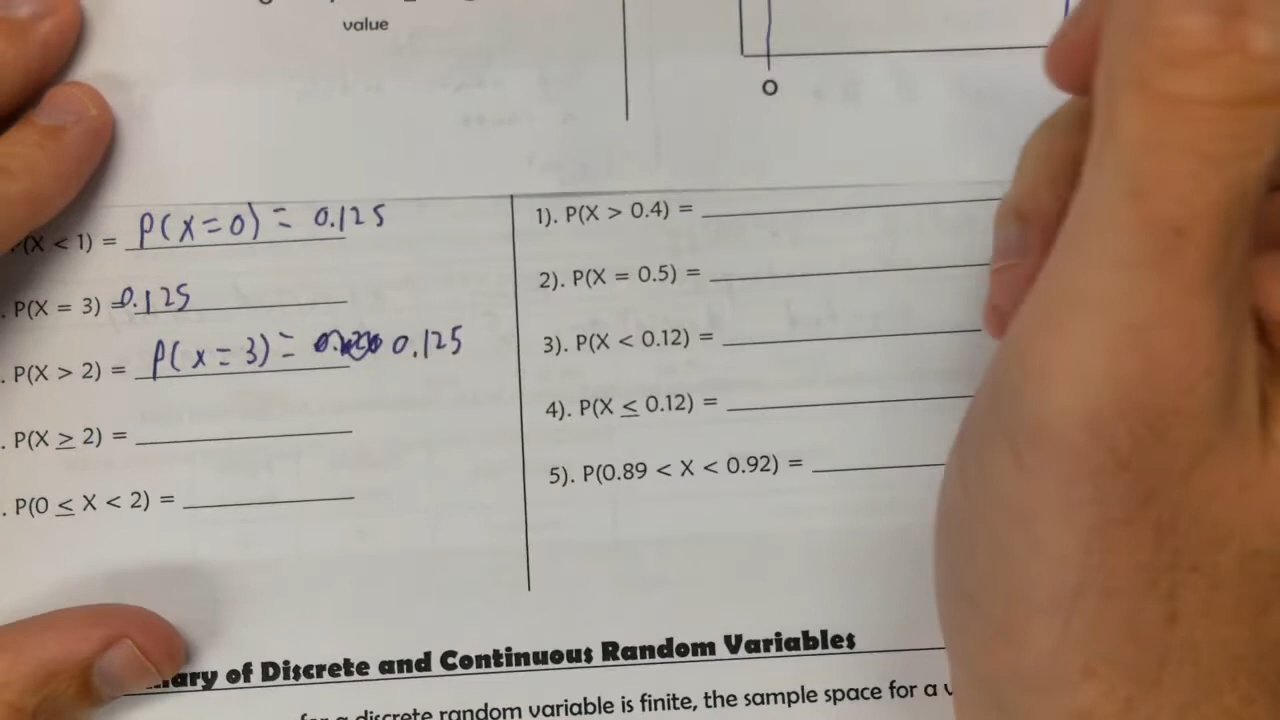 value
O
(X < 1) = P(X=0) = 0.125
. P(X = 3) = 0.125
. P(X > 2) = P(X=3) = 0.125
. P(X ≥ 2) =
. P(0 ≤ X < 2) =
1). P(X > 0.4) =
2). P(X = 0.5) =
3). P(X < 0.12) =
4). P(X ≤ 0.12) =
5). P(0.89 < X < 0.92) =
of Discrete and Continuous Random Variables
a discrete random variable is finite, the sample space for a